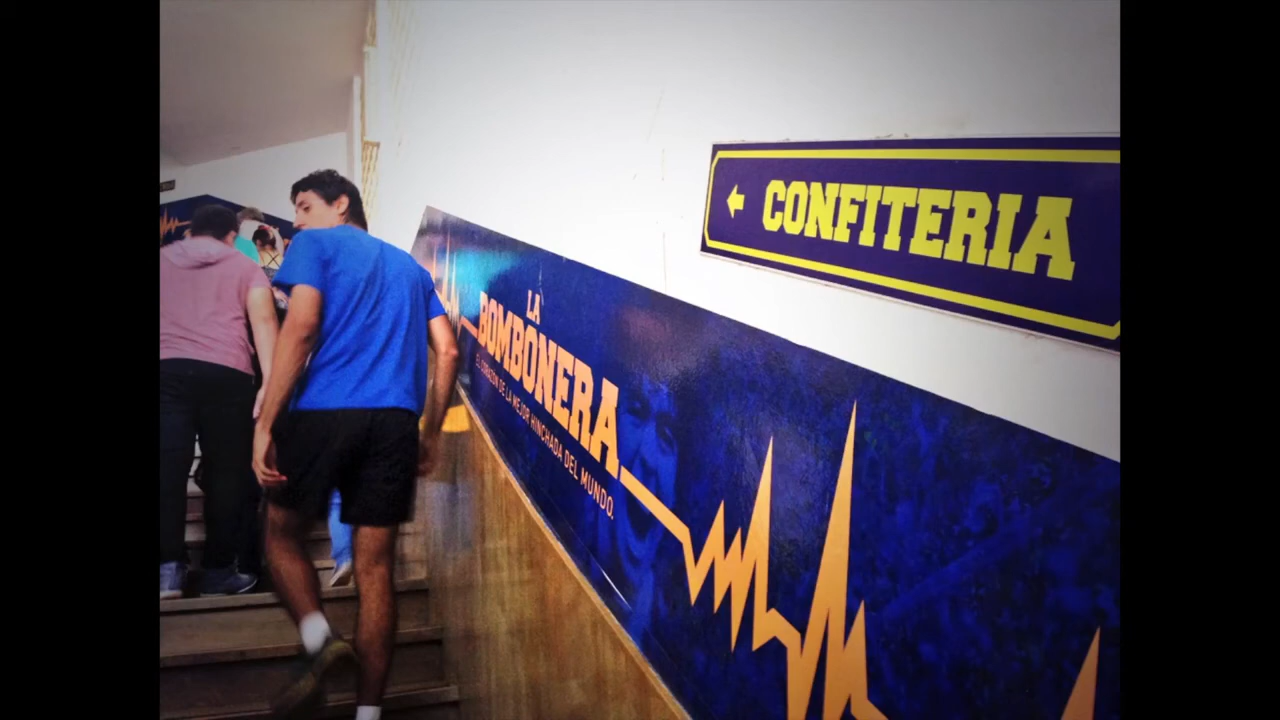 CONFITERIA
LA
BOMBONERA
EL CORAZÓN DE LA MEJOR HINCHADA DEL MUNDO.